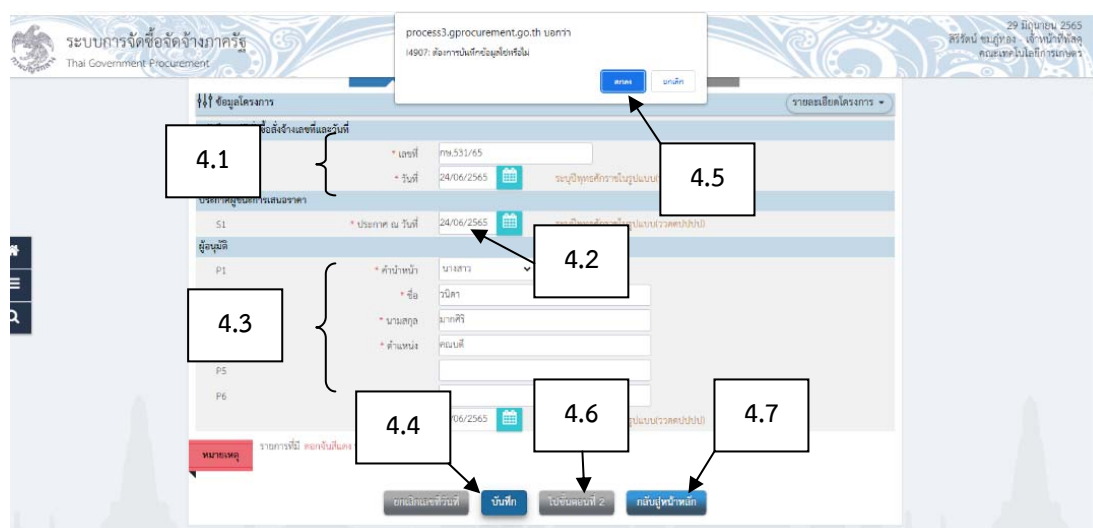 ระบบการจัดซื้อจัดจ้างภาครัฐ
Thai Government Procurement
process3.gprocurement.go.th บอกว่า
I4907: ต้องการบันทึกข้อมูลใช่หรือไม่
ตกลง ยกเลิก
29 มิถุนายน 2565
ศิริรัตน์ ชมภู่ทอง - เจ้าหน้าที่พัสดุ
คณะเทคโนโลยีการเกษตร
ข้อมูลโครงการ
รายละเอียดโครงการ
ซื้อสั่งจ้างเลขที่และวันที่
4.1
* เลขที่ กษ.531/65
* วันที่ 24/06/2565 ระบุปีพุทธศักราชในรูปแบบ
4.5
ประกาศผู้ชนะการเสนอราคา
S1 * ประกาศ ณ วันที่ 24/06/2565 ระบุปีพุทธศักราชในรูปแบบ(ววดดปปปป)
4.2
ผู้อนุมัติ
P1 * คำนำหน้า นางสาว
* ชื่อ วนิดา
4.3
* นามสกุล มากศิริ
* ตำแหน่ง คณบดี
P5
P6
4.4
/06/2565
4.6
รูปแบบ(ววดดปปปป)
4.7
หมายเหตุ
รายการที่มี ดอกจันสีแดง
ยกเลิกเลขที่วันที่ บันทึก ไปขั้นตอนที่ 2 กลับสู่หน้าหลัก